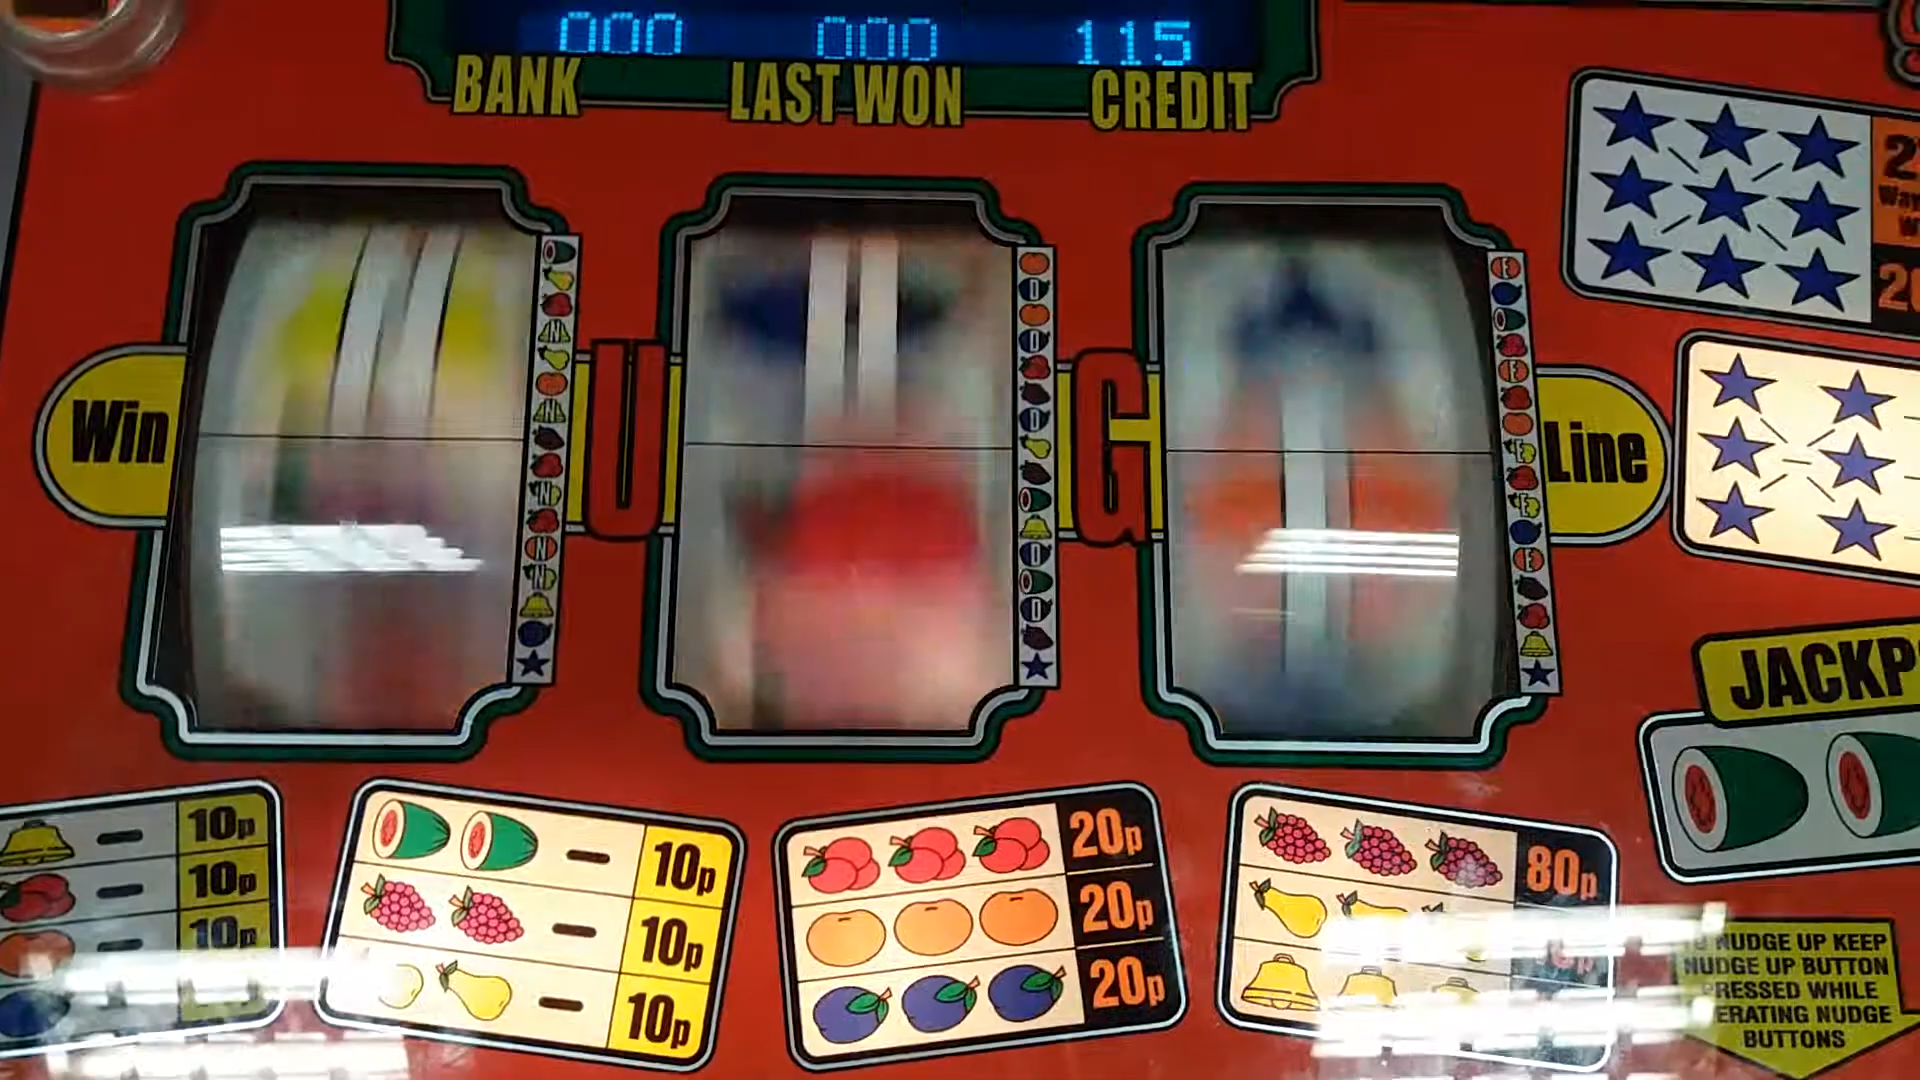 000 000 115
BANK LAST WON CREDIT
Win U G Line
JACKP
10p
10p
10p
10p
10p
10p
20p
20p
20p
80p
NUDGE UP KEEP
NUDGE UP BUTTON
PRESSED WHILE
ERATING NUDGE
BUTTONS